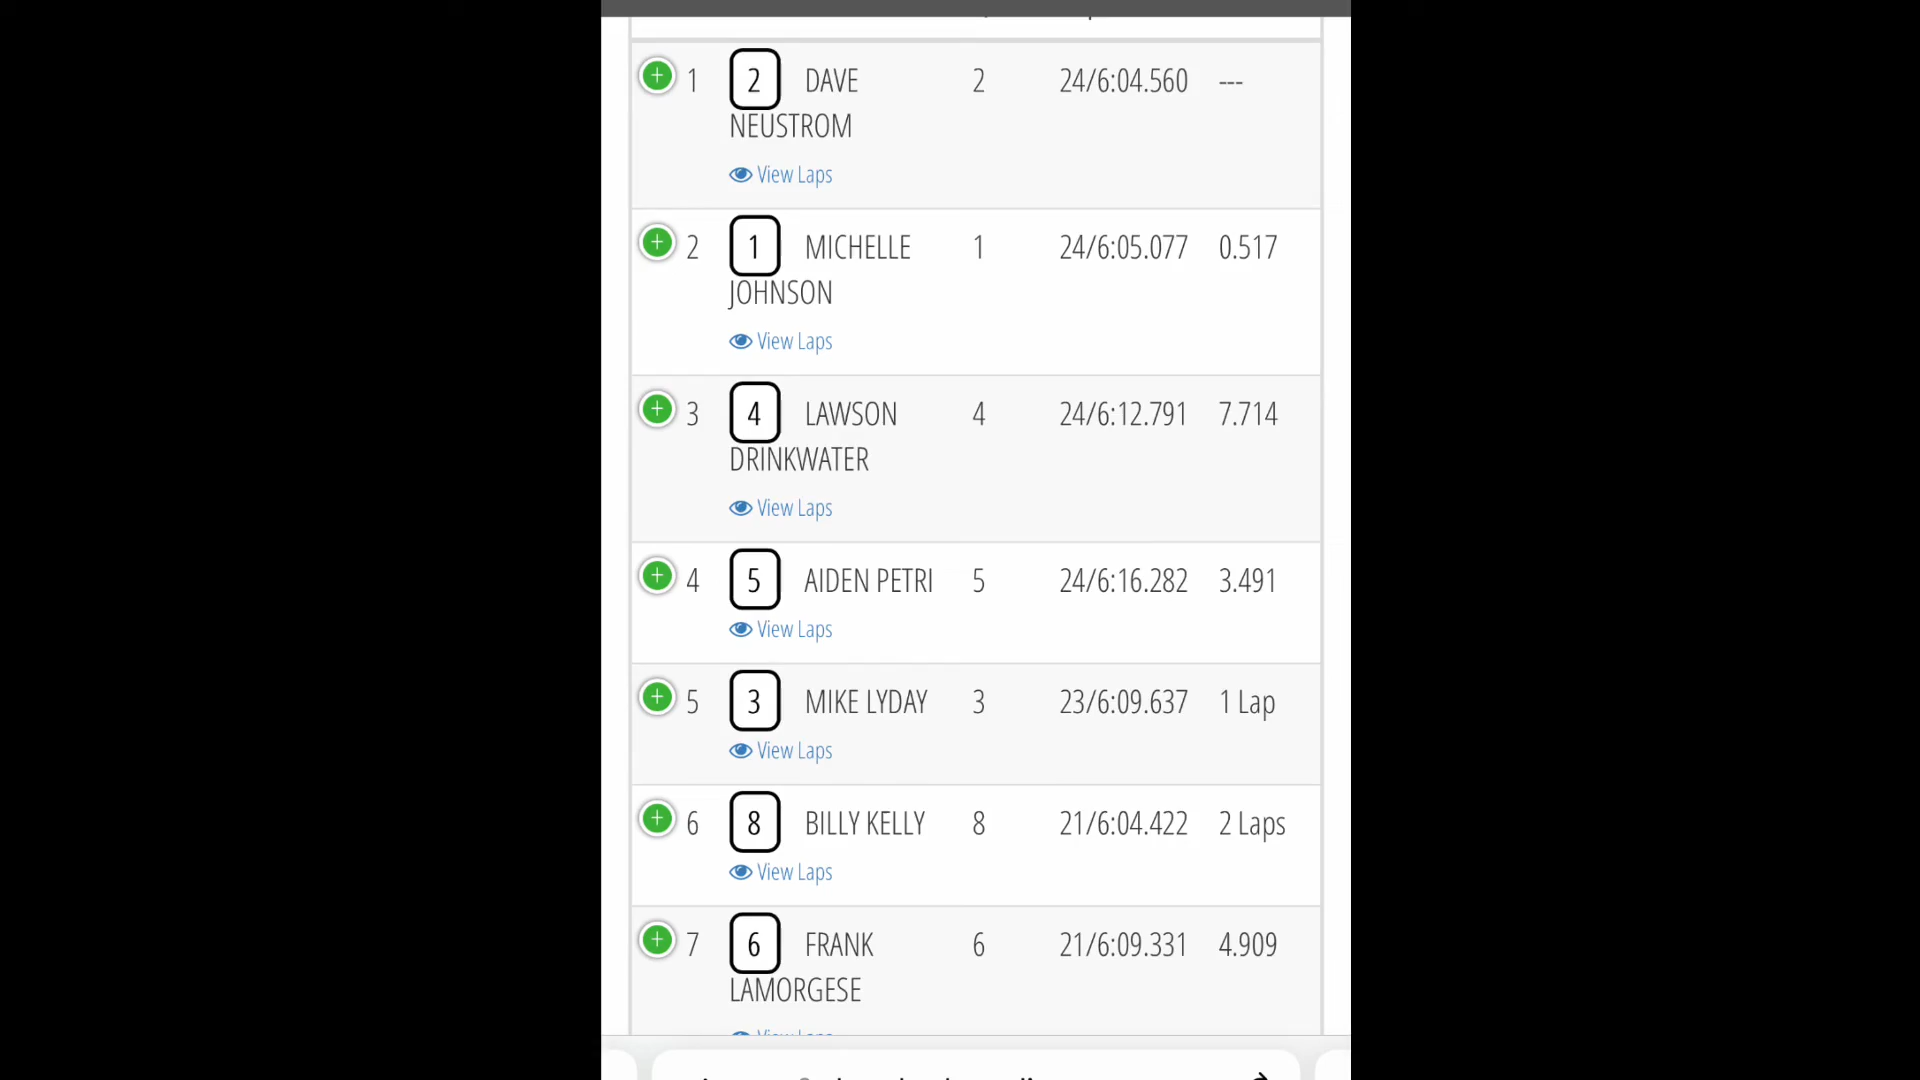 1 2 DAVE 2 24/6:04.560 ---
NEUSTROM
View Laps
2 1 MICHELLE 1 24/6:05.077 0.517
JOHNSON
View Laps
3 4 LAWSON 4 24/6:12.791 7.714
DRINKWATER
View Laps
4 5 AIDEN PETRI 5 24/6:16.282 3.491
View Laps
5 3 MIKE LYDAY 3 23/6:09.637 1 Lap
View Laps
6 8 BILLY KELLY 8 21/6:04.422 2 Laps
View Laps
7 6 FRANK 6 21/6:09.331 4.909
LAMORGESE
View Laps